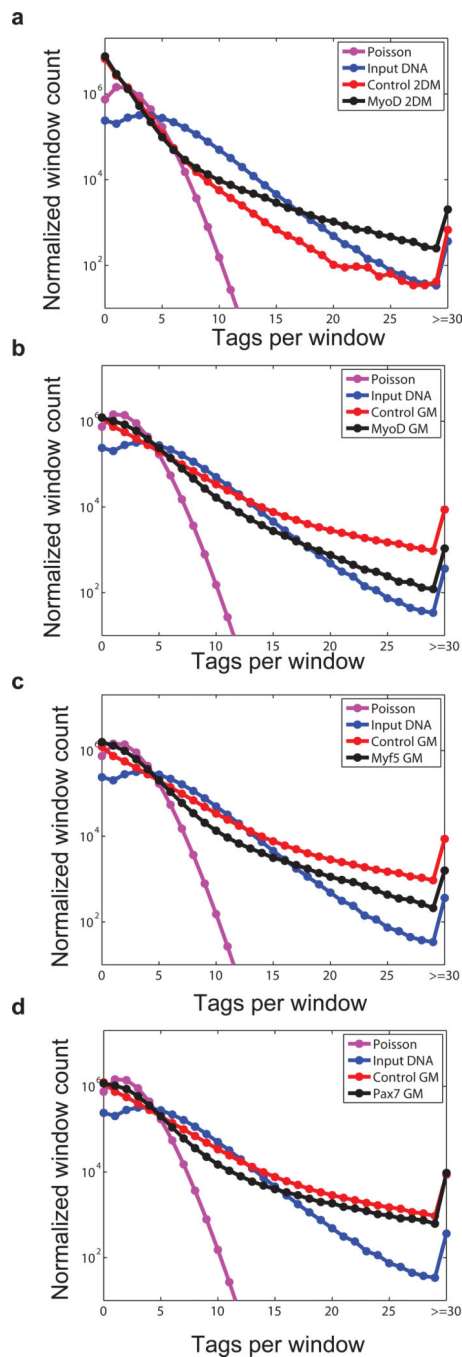 a
Normalized window count
10^6
10^4
10^2
Poisson
Input DNA
Control 2DM
MyoD 2DM
0 5 10 15 20 25 >=30
Tags per window
b
Normalized window count
10^6
10^4
10^2
Poisson
Input DNA
Control GM
MyoD GM
0 5 10 15 20 25 >=30
Tags per window
c
Normalized window count
10^6
10^4
10^2
Poisson
Input DNA
Control GM
Myf5 GM
0 5 10 15 20 25 >=30
Tags per window
d
Normalized window count
10^6
10^4
10^2
Poisson
Input DNA
Control GM
Pax7 GM
0 5 10 15 20 25 >=30
Tags per window